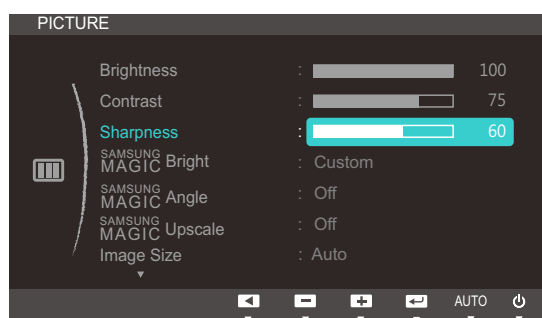 PICTURE
Brightness : 100
Contrast : 75
Sharpness : 60
SAMSUNG MAGIC Bright : Custom
SAMSUNG MAGIC Angle : Off
SAMSUNG MAGIC Upscale : Off
Image Size : Auto
AUTO